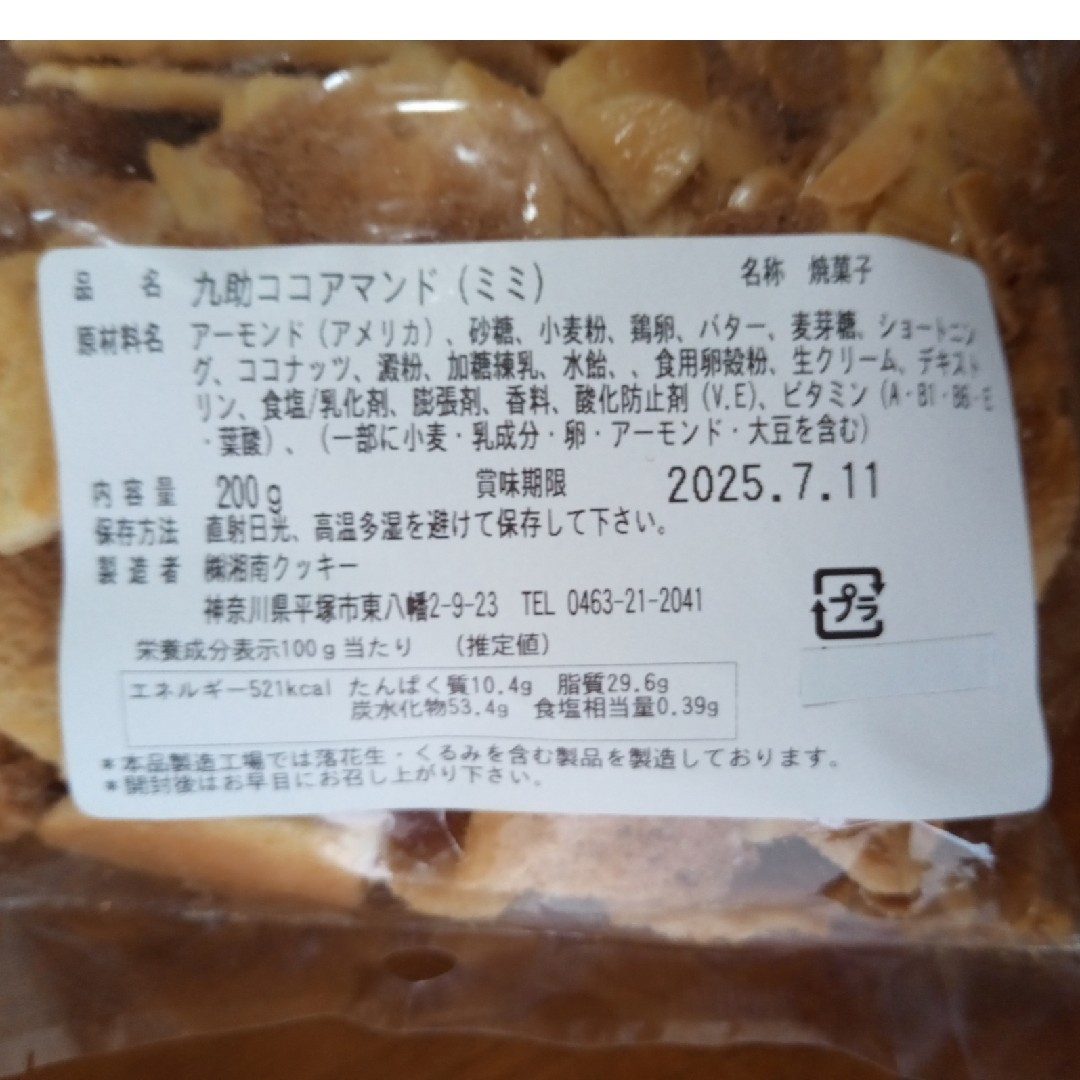 品名 九助ココアマンド（ミミ） 名称 焼菓子
原材料名 アーモンド（アメリカ）、砂糖、小麦粉、鶏卵、バター、麦芽糖、ショートニン
グ、ココナッツ、澱粉、加糖練乳、水飴、、食用卵殻粉、生クリーム、デキスト
リン、食塩/乳化剤、膨張剤、香料、酸化防止剤（V.E）、ビタミン（A・B1・B6・E
・葉酸）、（一部に小麦・乳成分・卵・アーモンド・大豆を含む）
内容量 200g 賞味期限 2025.7.11
保存方法 直射日光、高温多湿を避けて保存して下さい。
製造者 ㈱湘南クッキー
神奈川県平塚市東八幡2-9-23 TEL 0463-21-2041
プラ
栄養成分表示100g当たり （推定値）
エネルギー521kcal たんぱく質10.4g 脂質29.6g
炭水化物53.4g 食塩相当量0.39g
*本品製造工場では落花生・くるみを含む製品を製造しております。
*開封後はお早目にお召し上がり下さい。